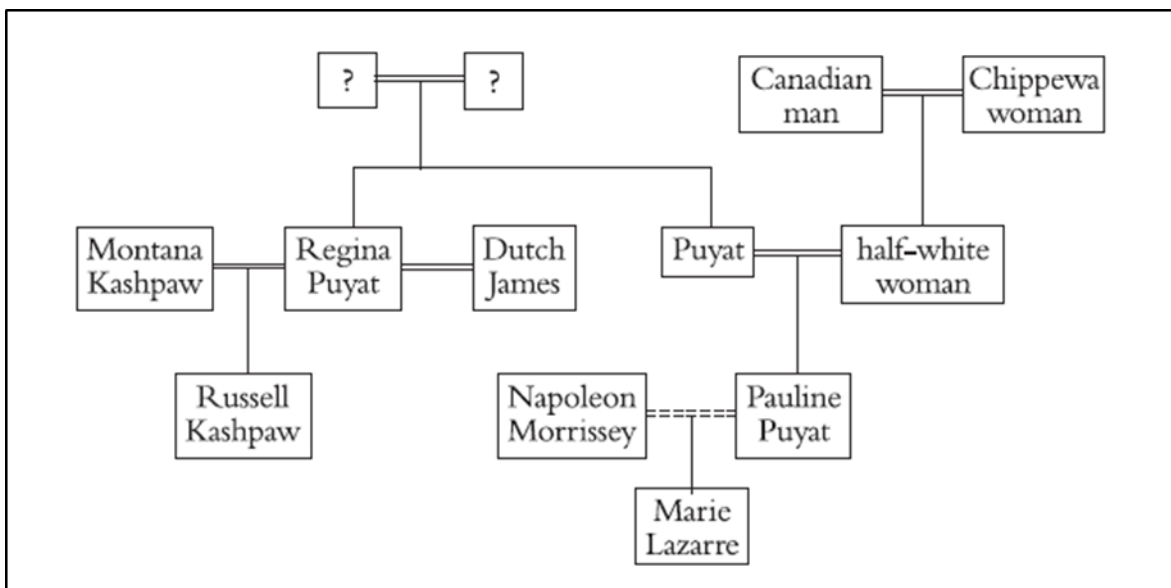 ?
?
Canadian
man
Chippewa
woman
Montana
Kashpaw
Regina
Puyat
Dutch
James
Puyat
half-white
woman
Russell
Kashpaw
Napoleon
Morrissey
Pauline
Puyat
Marie
Lazarre